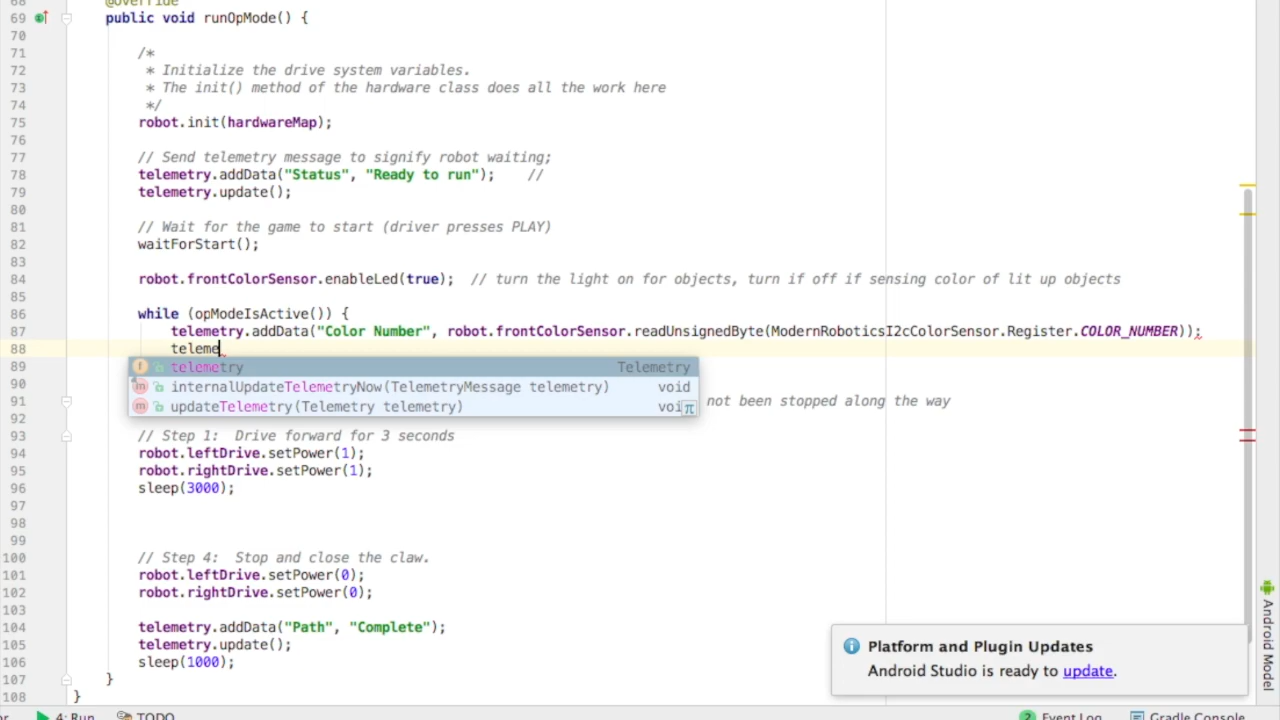 68 @Override
69 public void runOpMode() {
70
71 /*
72 * Initialize the drive system variables.
73 * The init() method of the hardware class does all the work here
74 */
75 robot.init(hardwareMap);
76
77 // Send telemetry message to signify robot waiting;
78 telemetry.addData("Status", "Ready to run"); //
79 telemetry.update();
80
81 // Wait for the game to start (driver presses PLAY)
82 waitForStart();
83
84 robot.frontColorSensor.enableLed(true); // turn the light on for objects, turn if off if sensing color of lit up objects
85
86 while (opModeIsActive()) {
87 telemetry.addData("Color Number", robot.frontColorSensor.readUnsignedByte(ModernRoboticsI2cColorSensor.Register.COLOR_NUMBER));
88 teleme
89 f telemetry Telemetry
90 m internalUpdateTelemetryNow(TelemetryMessage telemetry) void
91 m updateTelemetry(Telemetry telemetry) voi π not been stopped along the way
92
93 // Step 1: Drive forward for 3 seconds
94 robot.leftDrive.setPower(1);
95 robot.rightDrive.setPower(1);
96 sleep(3000);
97
98
99
100 // Step 4: Stop and close the claw.
101 robot.leftDrive.setPower(0);
102 robot.rightDrive.setPower(0);
103
104 telemetry.addData("Path", "Complete");
105 telemetry.update();
106 sleep(1000);
107 }
108 }
Platform and Plugin Updates
Android Studio is ready to update.
Android Model
4: Run TODO 2 Event Log Gradle Console